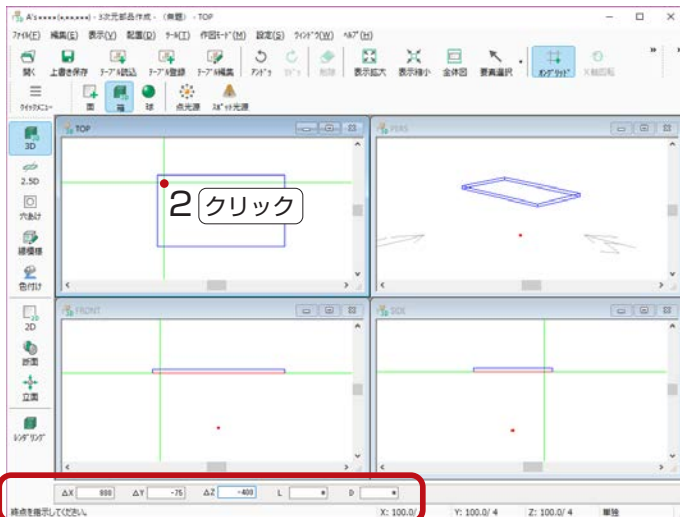 A's×××× (×,××,×××) - 3次元部品作成 - (無題) - TOP
ファイル(F) 編集(E) 表示(V) 配置(D) ツール(T) 作図モード(M) 設定(S) ウインドウ(W) ヘルプ(H)
開く 上書き保存 テーブル読込 テーブル登録 テーブル編集 アンドゥ リドゥ 削除 表示拡大 表示縮小 全体図 要素選択 オングリッド X軸回転
クイックメニュー 面 箱 球 点光源 スポット光源
3D
2.5D
穴あけ
線模様
色付け
2D
断面
立面
レンダリング
TOP
2 クリック
PERS
FRONT
SIDE
ΔX 800 ΔY -75 ΔZ -400 L * D *
終点を指示してください。 X: 100.0/ Y: 100.0/ 4 Z: 100.0/ 4 単独